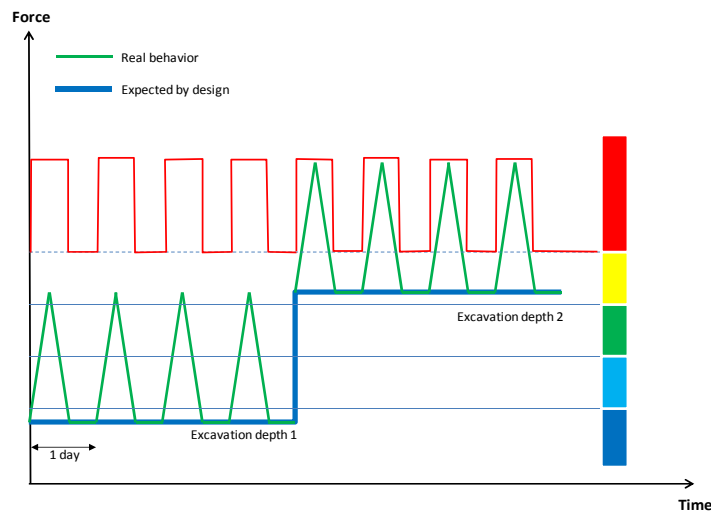 Force
Real behavior
Expected by design
Excavation depth 2
Excavation depth 1
1 day
Time